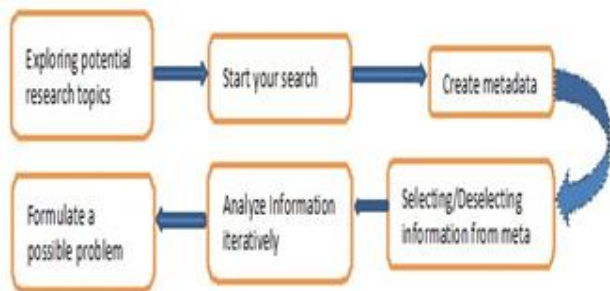 Exploring potential
research topics
Start your search
Create metadata
Selecting/Deselecting
information from meta
Analyze Information
iteratively
Formulate a
possible problem